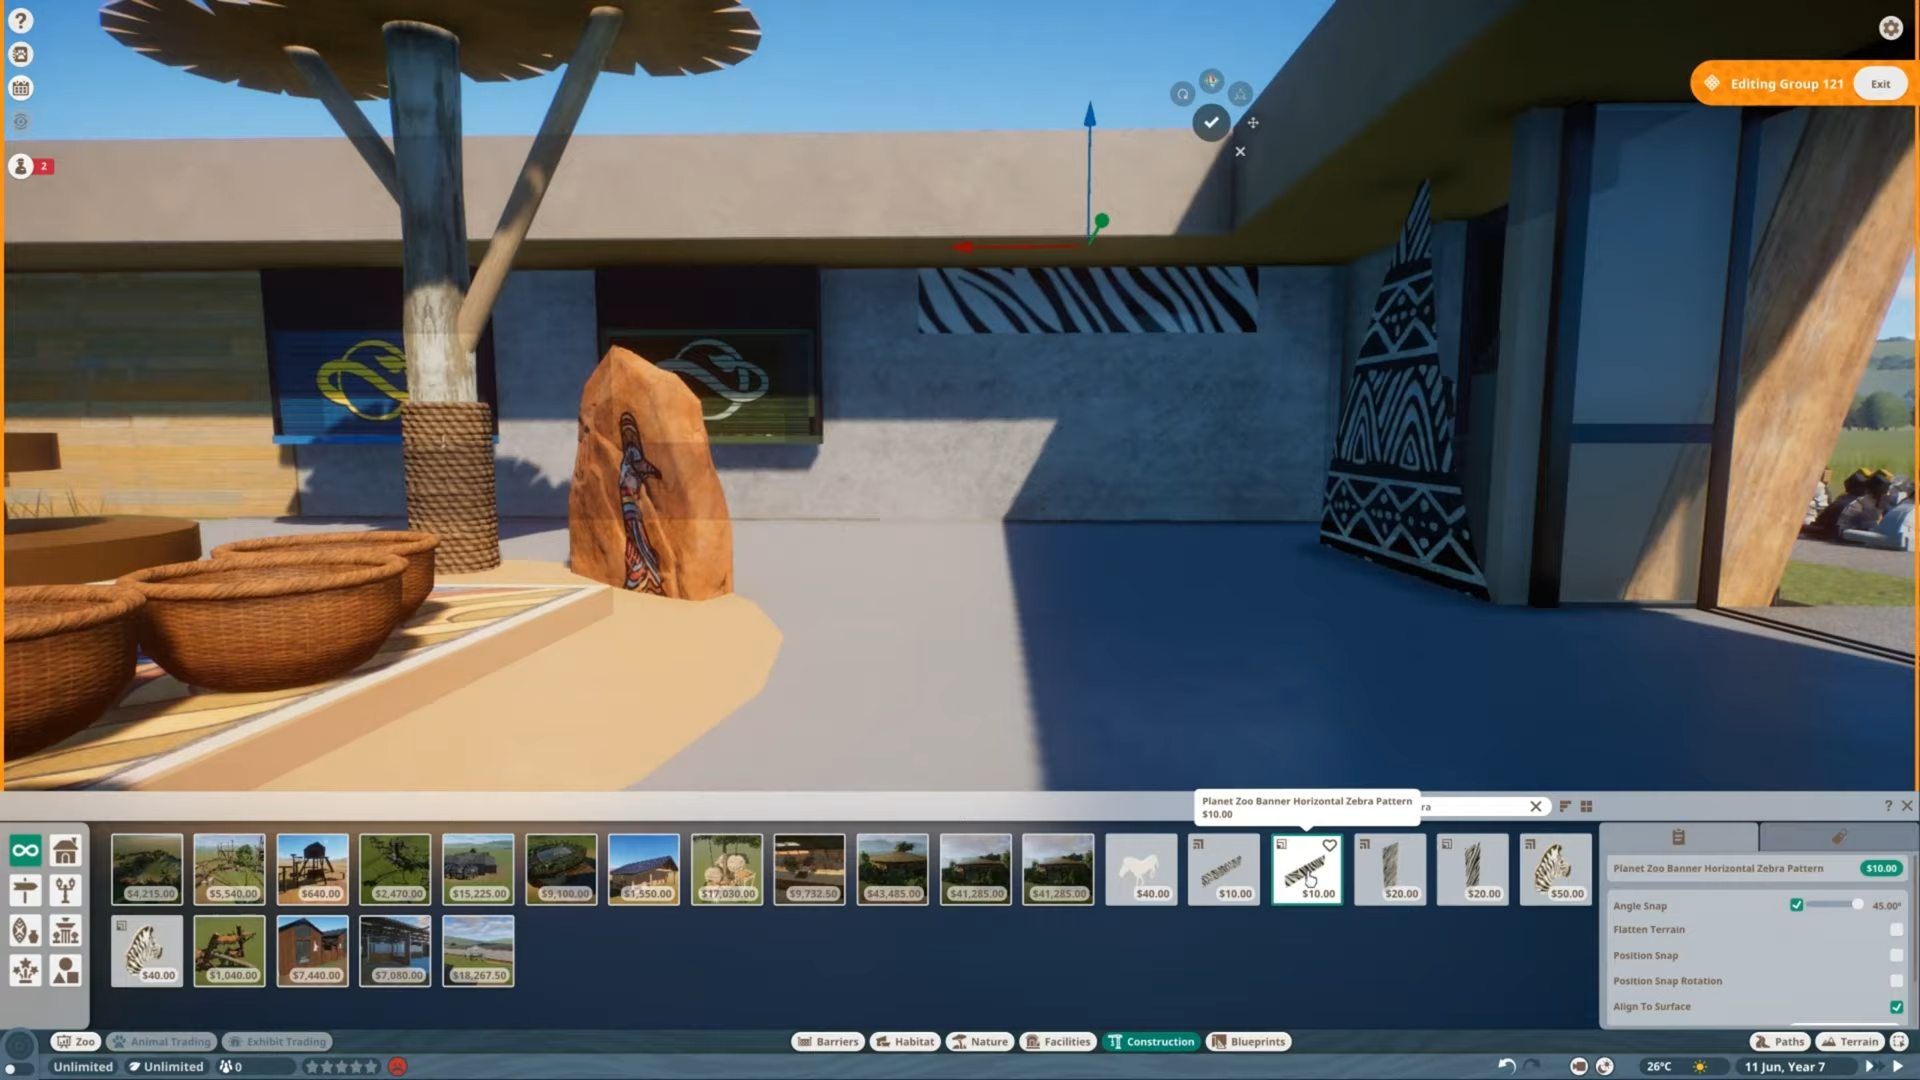 ?
Editing Group 121
Exit
2
Planet Zoo Banner Horizontal Zebra Pattern
$10.00
ra
?
$4,215.00
$5,540.00
$640.00
$2,470.00
$15,225.00
$9,100.00
$1,550.00
$17,030.00
$9,732.50
$43,485.00
$41,285.00
$41,285.00
$40.00
$10.00
$10.00
$20.00
$20.00
$50.00
Planet Zoo Banner Horizontal Zebra Pattern
$10.00
Angle Snap
45.00°
Flatten Terrain
Position Snap
Position Snap Rotation
Align To Surface
$40.00
$1,040.00
$7,440.00
$7,080.00
$18,267.50
Zoo
Animal Trading
Exhibit Trading
Barriers
Habitat
Nature
Facilities
Construction
Blueprints
Paths
Terrain
Unlimited
Unlimited
0
26°C
11 Jun, Year 7